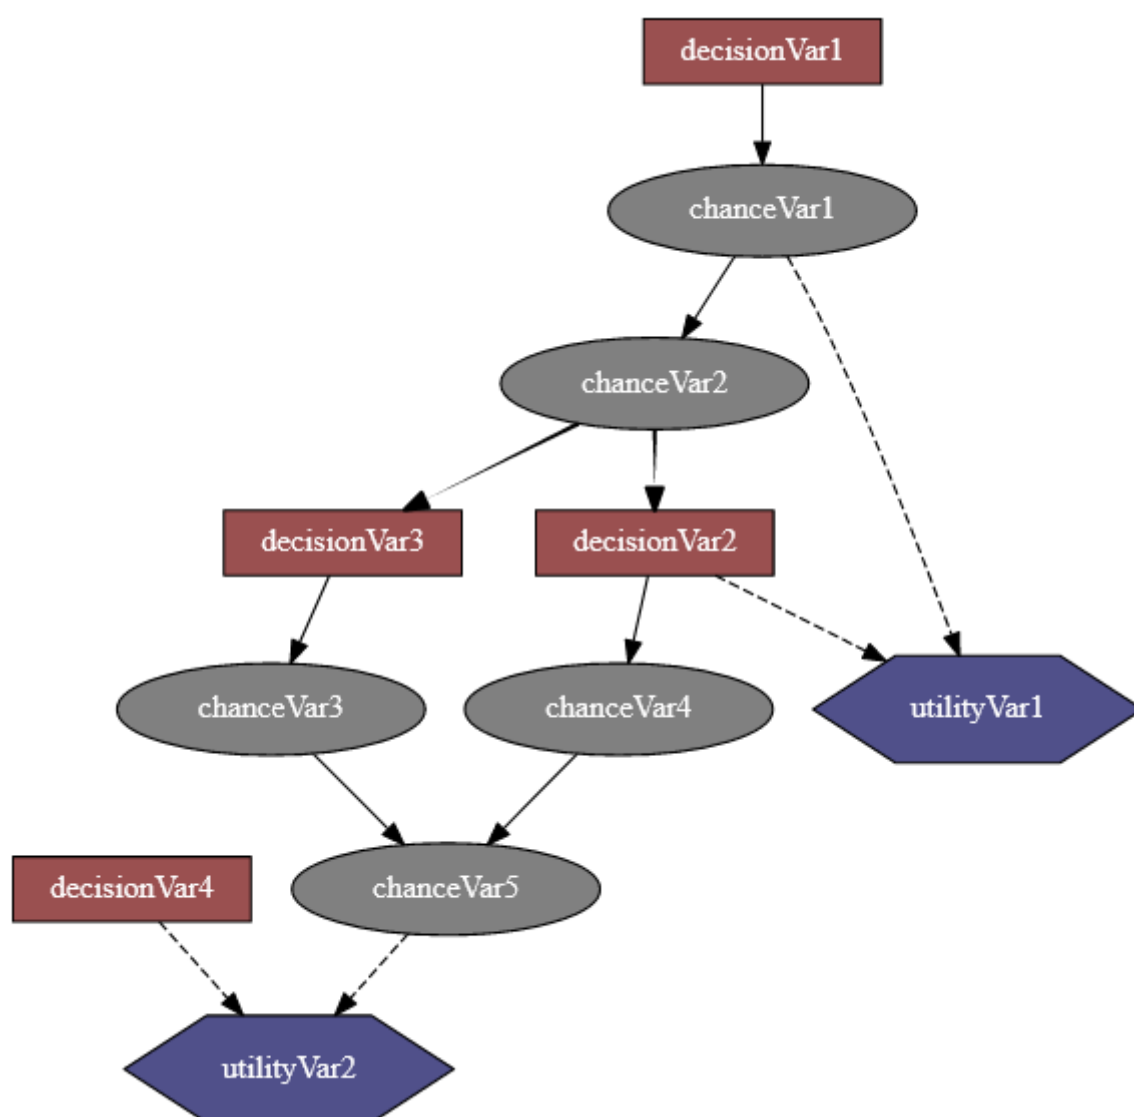 decisionVar1
chanceVar1
chanceVar2
decisionVar3
decisionVar2
chanceVar3
chanceVar4
utilityVar1
decisionVar4
chanceVar5
utilityVar2